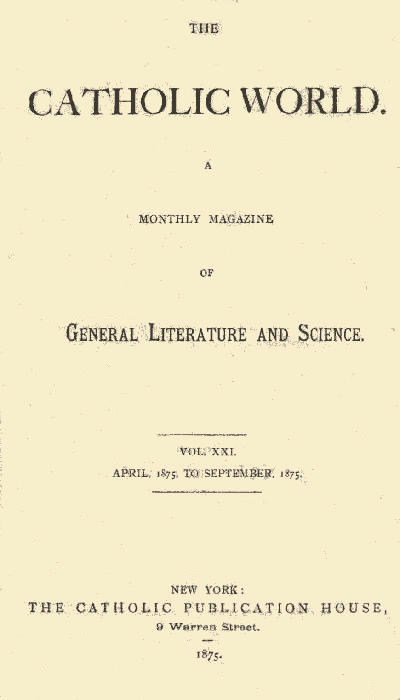 THE
CATHOLIC WORLD.
A
MONTHLY MAGAZINE
OF
GENERAL LITERATURE AND SCIENCE.
VOL. XXI.
APRIL, 1875, TO SEPTEMBER, 1875.
NEW YORK:
THE CATHOLIC PUBLICATION HOUSE,
9 Warren Street.
1875.